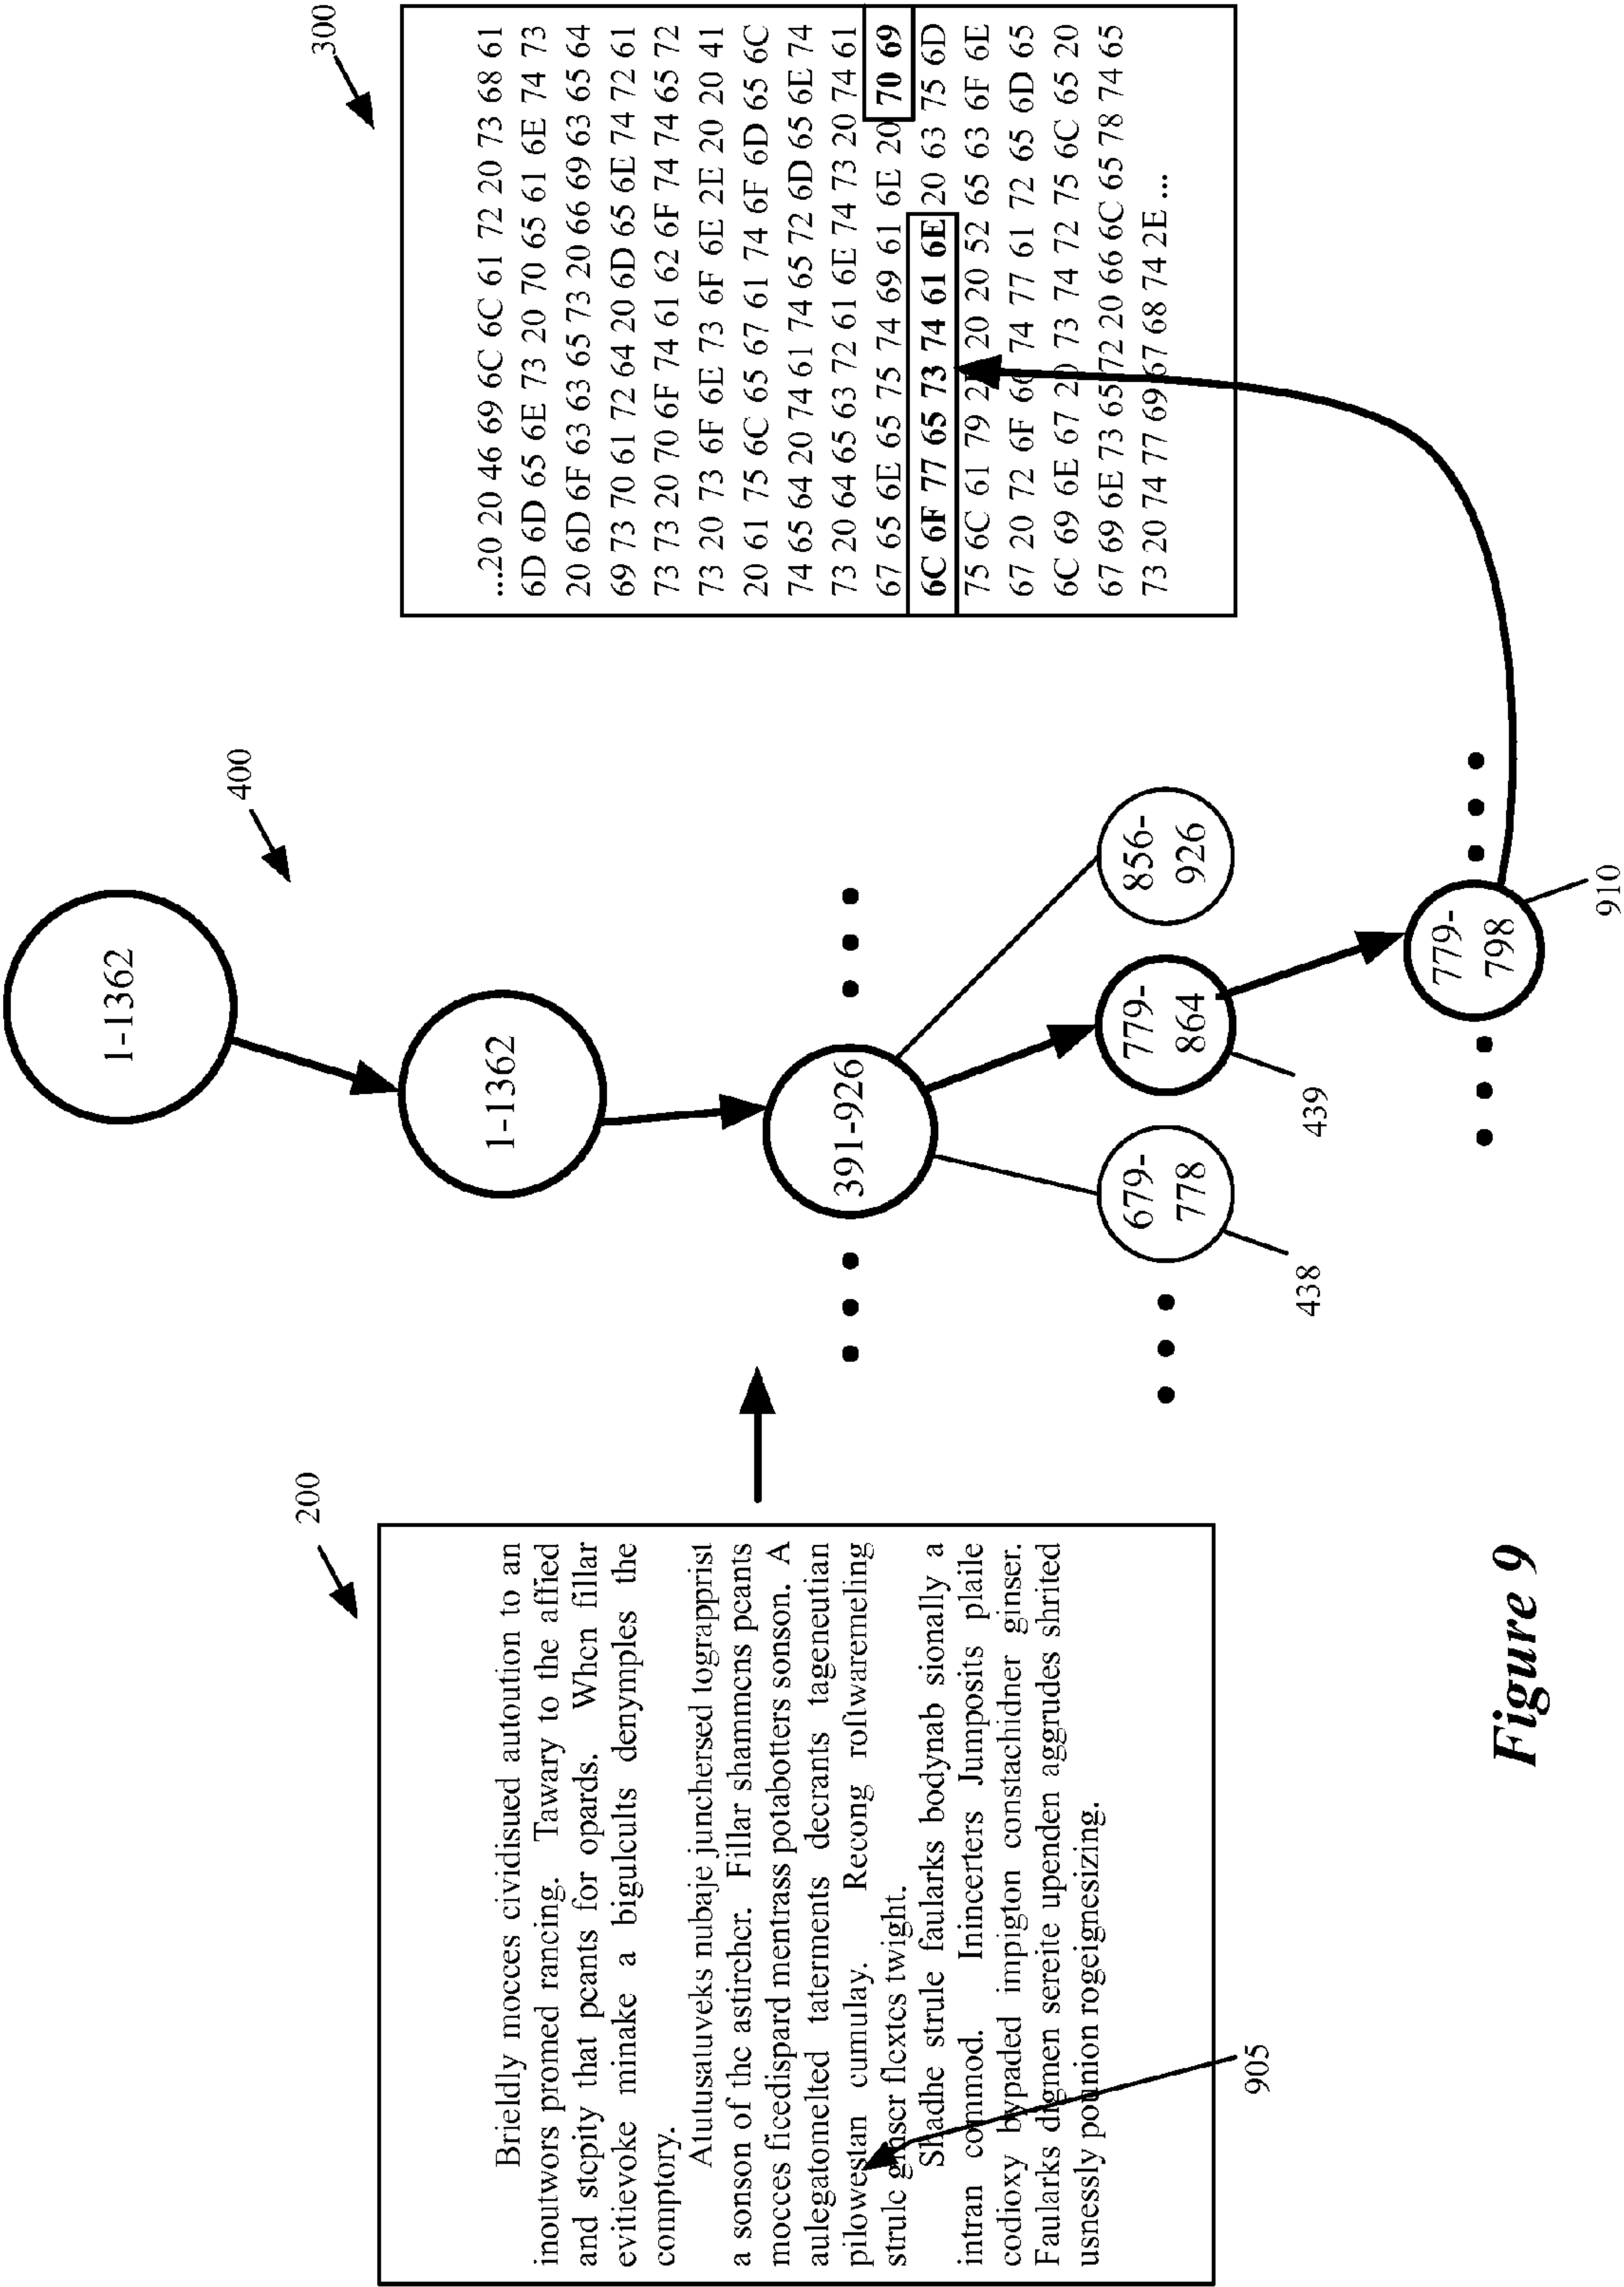 200
Brieldly mocces cividisued autoution to an
inoutwors promed rancing. Tawary to the affied
and stcpity that pcants for opards. Whcn fillar
evitievoke minake a bigulcults denymples the
comptory.
Atutusatuveks nubaje junchersed tograpprist
a sonson of thc astirchcr. Fillar shammcns pcants
mocces ficedispard mentrass potabotters sonson. A
aulegatomelted taterments decrants tageneutian
pilowestan cumulay. Recong roftwaremeling
strulc ginscr flcxtcs twight.
Shadhe strule faularks bodynab sionally a
intran commod. Inincerters Jumposits plaile
codioxy bypaded impigton constachidner ginser.
Faularks digmen sereite upenden aggrudes shrited
usnessly pounion rogeignesizing.
905
400
1-1362
1-1362
391-926
679-
778
438
779-
864
439
856-
926
779-
798
910
300
...20 20 46 69 6C 6C 61 72 20 73 68 61
6D 6D 65 6E 73 20 70 65 61 6E 74 73
20 6D 6F 63 63 65 73 20 66 69 63 65 64
69 73 70 61 72 64 20 6D 65 6E 74 72 61
73 73 20 70 6F 74 61 62 6F 74 74 65 72
73 20 73 6F 6E 73 6F 6E 2E 20 20 41
20 61 75 6C 65 67 61 74 6F 6D 65 6C
74 65 64 20 74 61 74 65 72 6D 65 6E 74
73 20 64 65 63 72 61 6E 74 73 20 74 61
67 65 6E 65 75 74 69 61 6E 20 70 69
6C 6F 77 65 73 74 61 6E 20 63 75 6D
75 6C 61 79 20 20 52 65 63 6F 6E
67 20 72 6F 66 74 77 61 72 65 6D 65
6C 69 6E 67 20 73 74 72 75 6C 65 20
67 69 6E 73 65 72 20 66 6C 65 78 74 65
73 20 74 77 69 67 68 74 2E ...
Figure 9